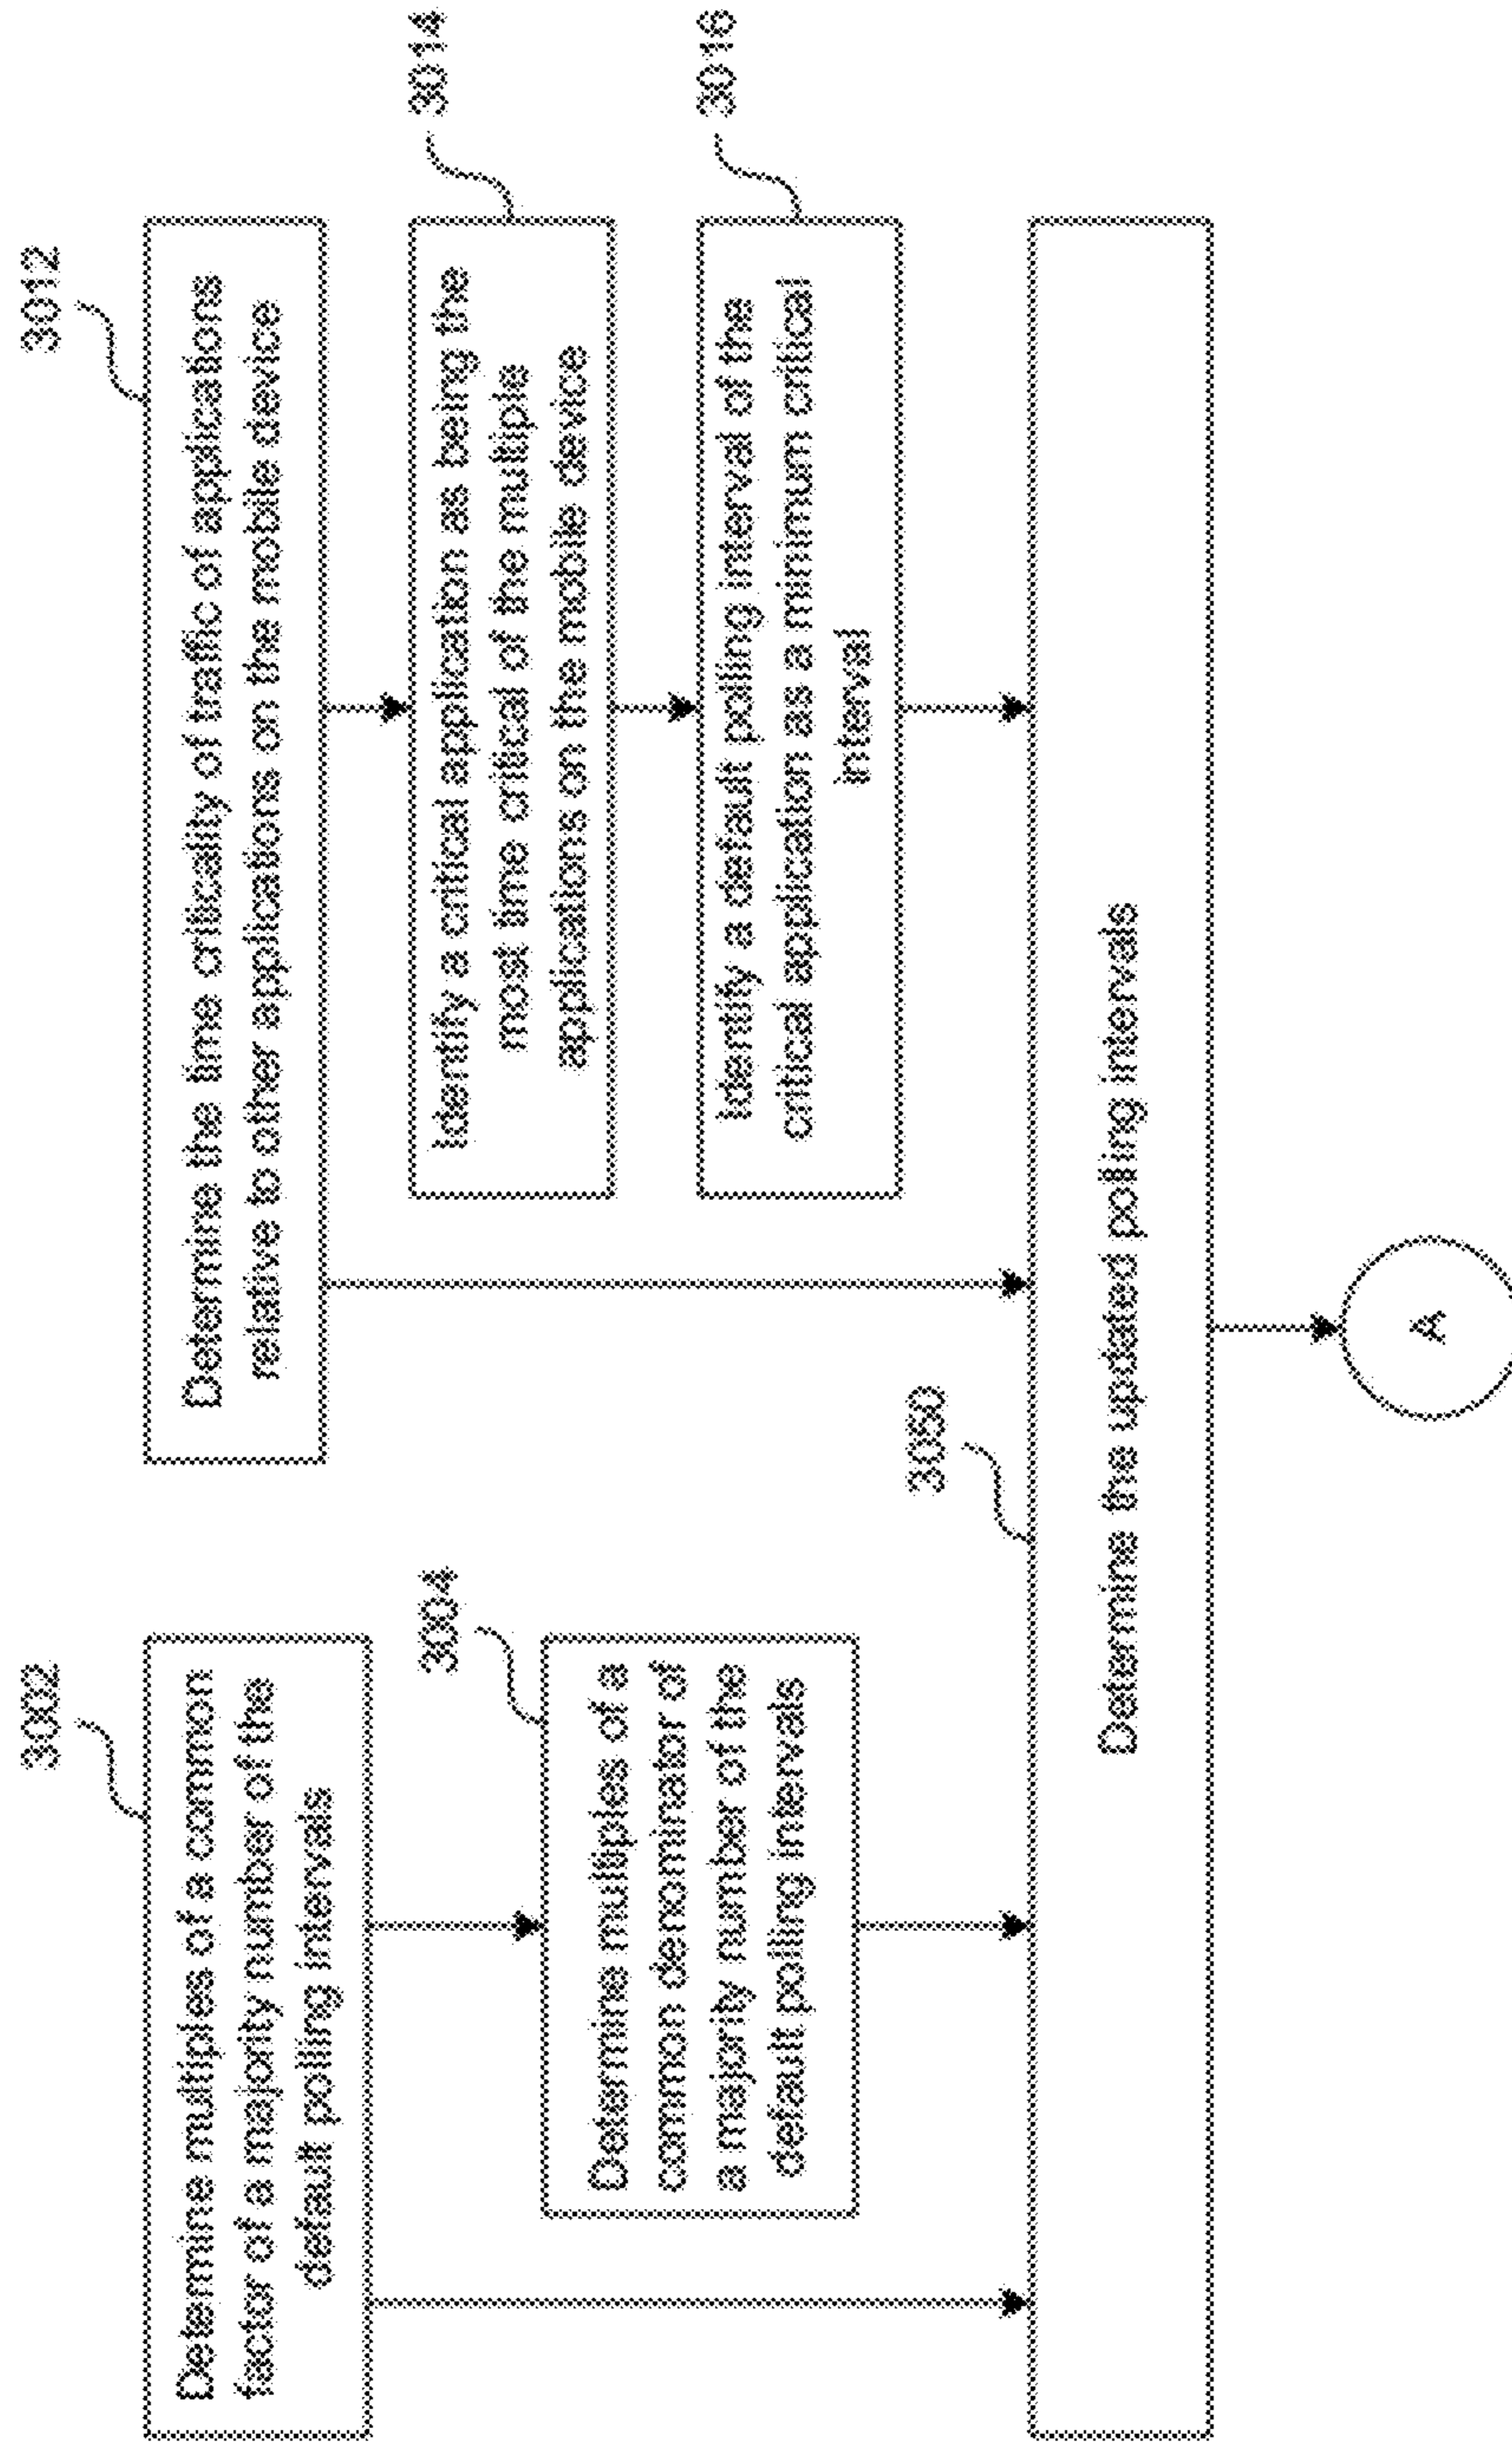 3002
Determine multiples of a common
factor of a majority number of the
default polling intervals
3004
Determine multiples of a
common denominator of
a majority number of the
default polling intervals
3012
Determine the time criticality of traffic of applications
relative to other applications on the mobile device
3014
Identify a critical application as being the
most time critical of the multiple
applications on the mobile device
3016
Identify a default polling interval of the
critical application as a minimum critical
interval
3050
Determine the updated polling intervals
A